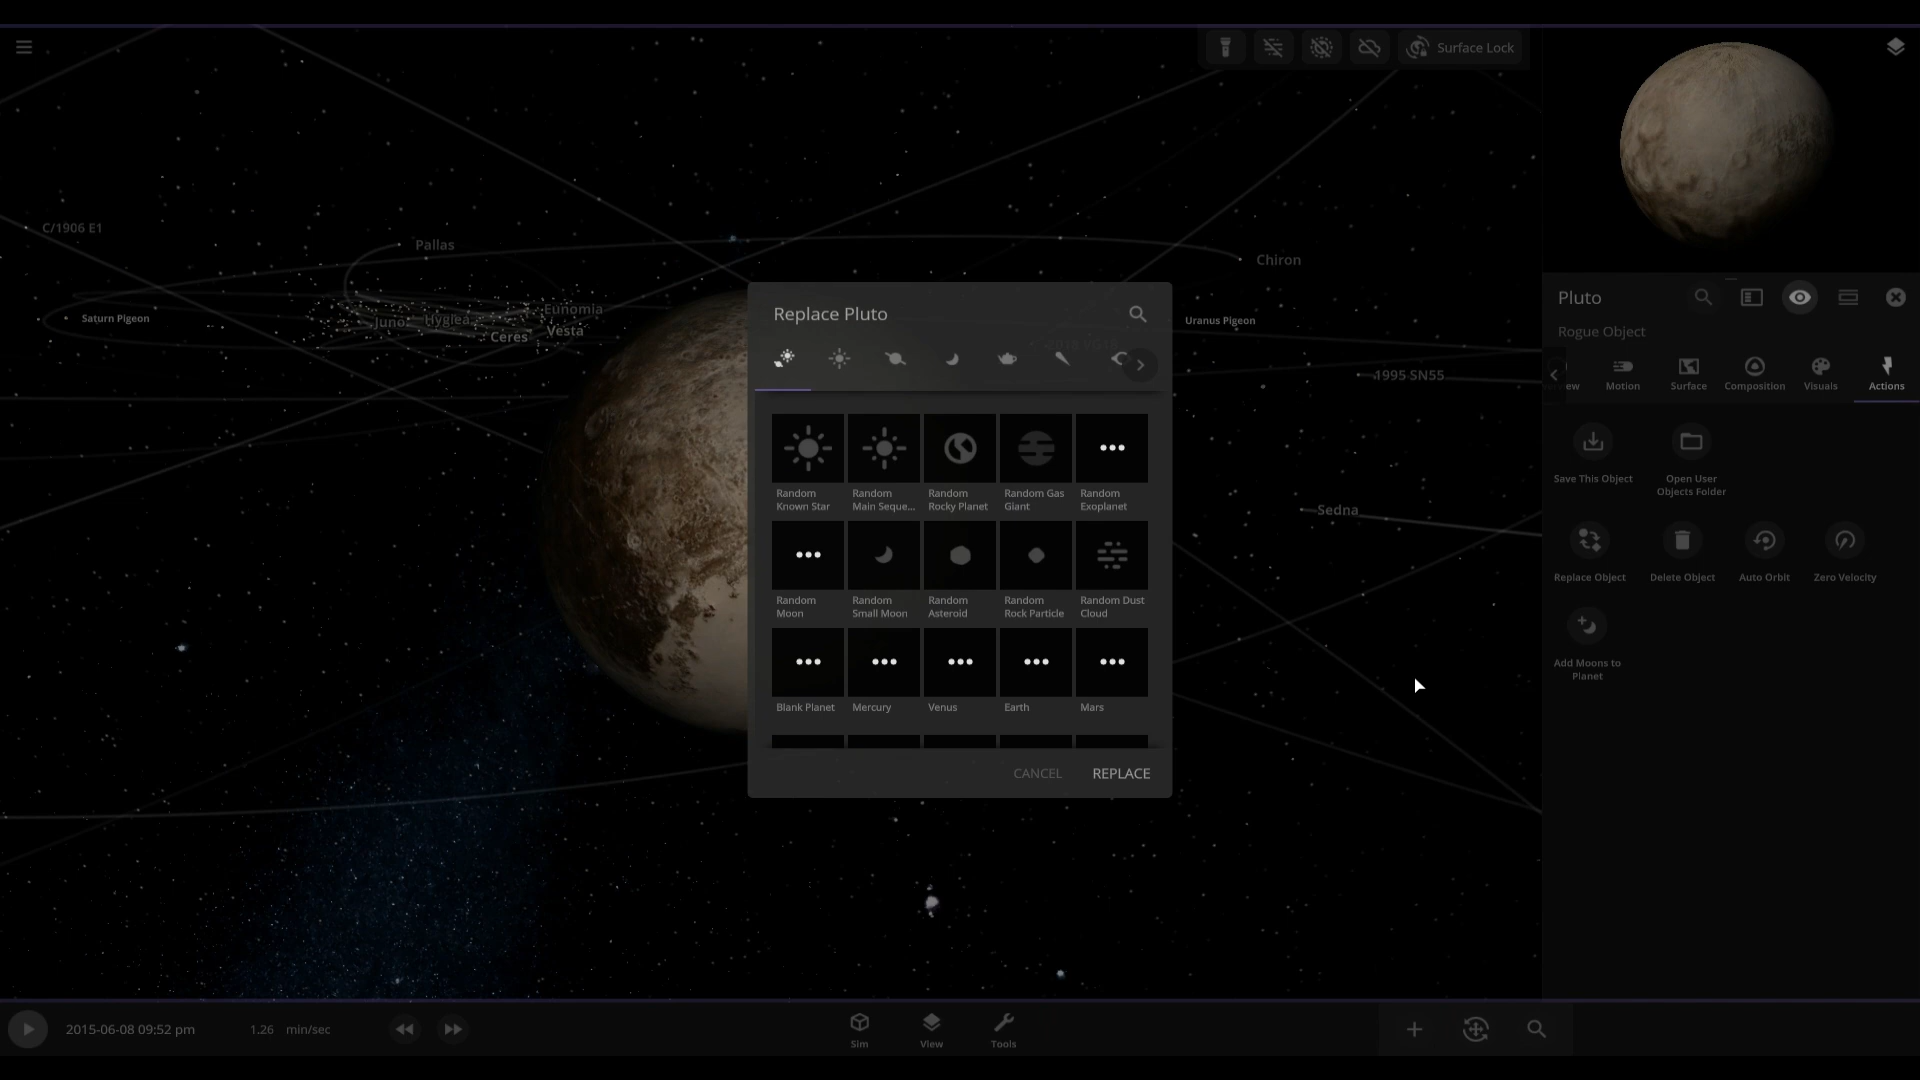 Surface Lock
C/1906 E1
Pallas
Chiron
Saturn Pigeon
Juno
Hygiea
Eunomia
Ceres
Vesta
Uranus Pigeon
1995 SN55
Sedna
Replace Pluto
Random
Known Star
Random
Main Seque...
Random
Rocky Planet
Random Gas
Giant
Random
Exoplanet
Random
Moon
Random
Small Moon
Random
Asteroid
Random
Rock Particle
Random Dust
Cloud
Blank Planet
Mercury
Venus
Earth
Mars
CANCEL
REPLACE
Pluto
Rogue Object
ew
Motion
Surface
Composition
Visuals
Actions
Save This Object
Open User
Objects Folder
Replace Object
Delete Object
Auto Orbit
Zero Velocity
Add Moons to
Planet
2015-06-08 09:52 pm
1.26 min/sec
Sim
View
Tools